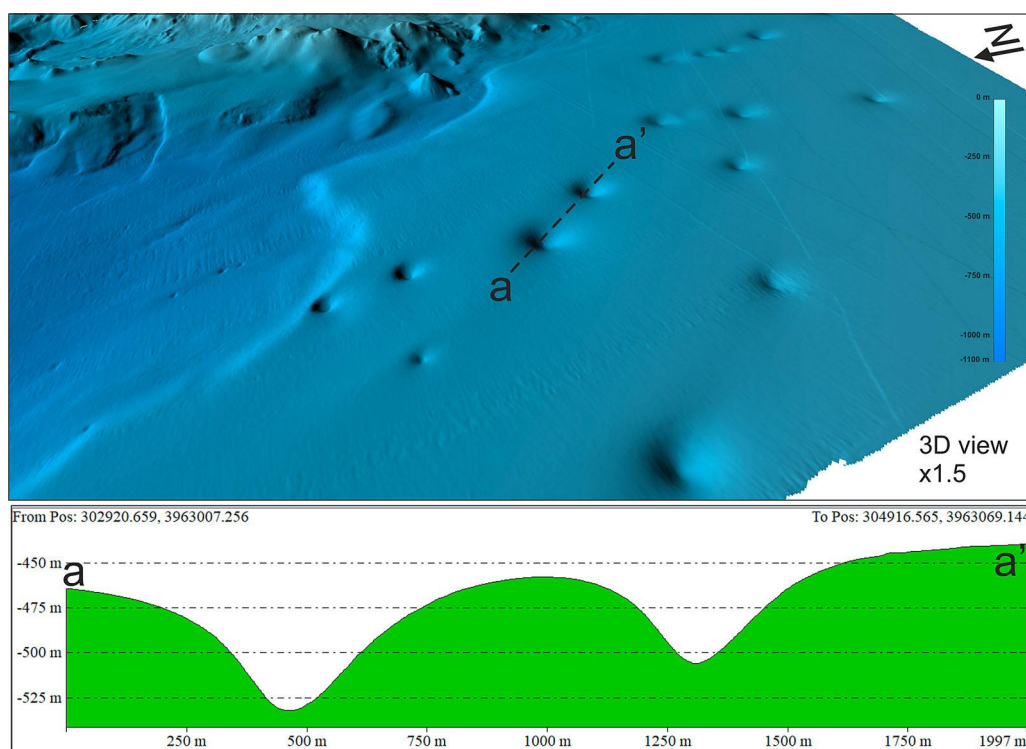 N
0 m
-250 m
-500 m
-750 m
-1000 m
-1100 m
a'
a
3D view
x1.5
From Pos: 302920.659, 3963007.256
To Pos: 304916.565, 3963069.144
a
a'
-450 m
-475 m
-500 m
-525 m
250 m
500 m
750 m
1000 m
1250 m
1500 m
1750 m
1997 m